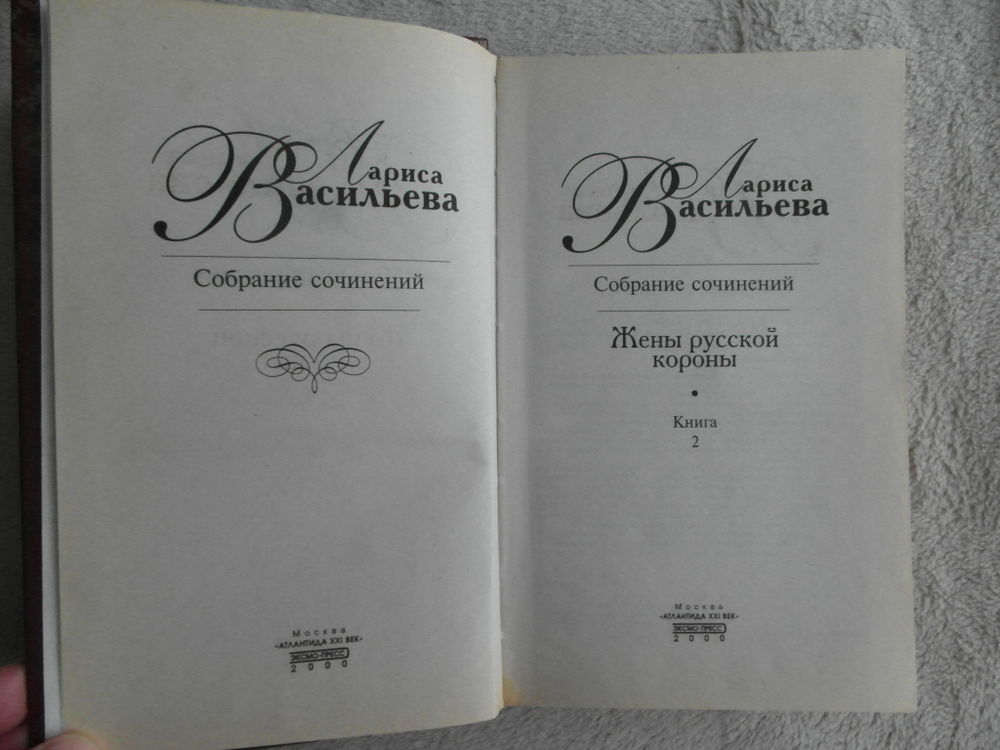 Лариса
Васильева
Собрание сочинений
Москва
«АТЛАНТИДА XXI ВЕК»
ЭКСМО-ПРЕСС
2000
Лариса
Васильева
Собрание сочинений
Жены русской
короны
•
Книга
2
Москва
«АТЛАНТИДА XXI ВЕК»
ЭКСМО-ПРЕСС
2000